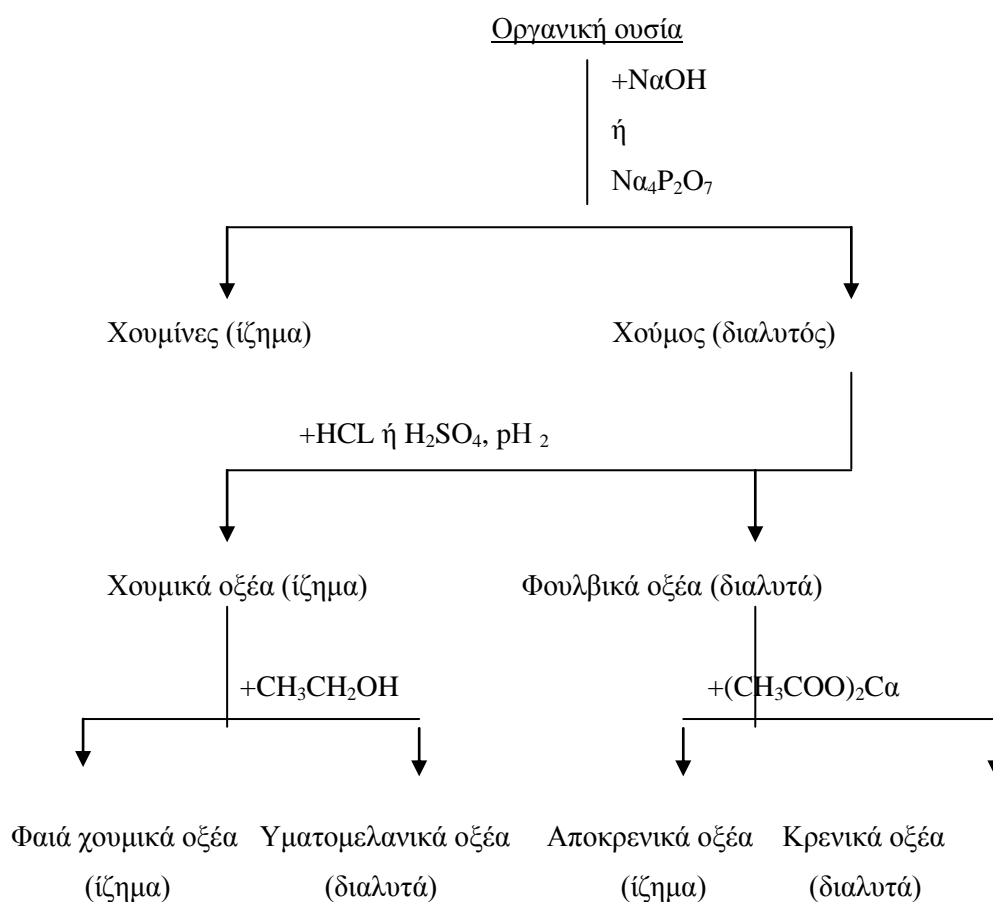 Οργανική ουσία
+ΝαΟΗ
ή
Να₄P₂O₇
Χουμίνες (ίζημα) Χούμος (διαλυτός)
+HCL ή H₂SO₄, pH ₂
Χουμικά οξέα (ίζημα) Φουλβικά οξέα (διαλυτά)
+CH₃CH₂OH +(CH₃COO)₂Cα
Φαιά χουμικά οξέα Υματομελανικά οξέα Αποκρενικά οξέα Κρενικά οξέα
(ίζημα) (διαλυτά) (ίζημα) (διαλυτά)